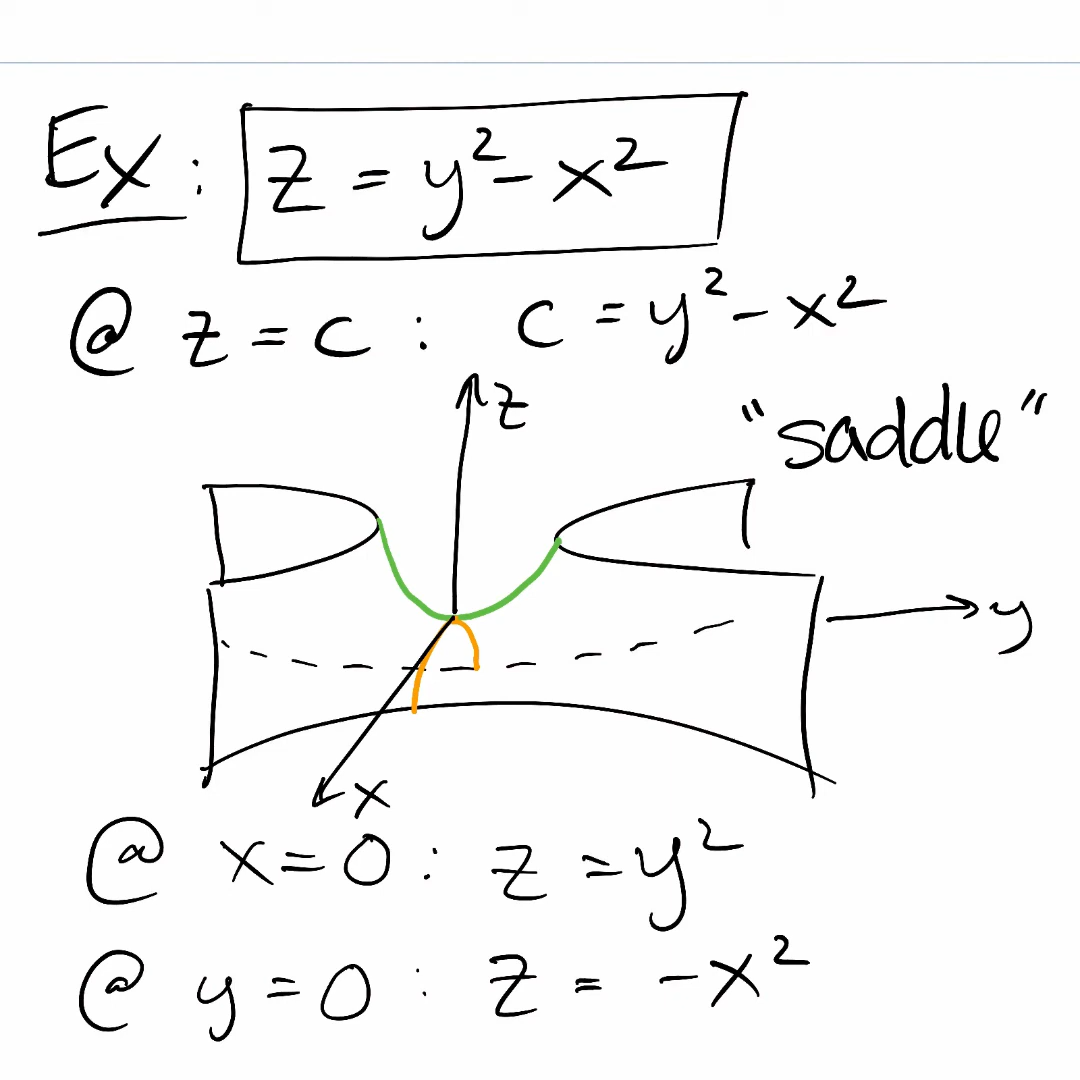 Ex: z = y² - x²
@ z = c : c = y² - x²
z
"saddle"
y
x
@ x = 0 : z = y²
@ y = 0 : z = -x²